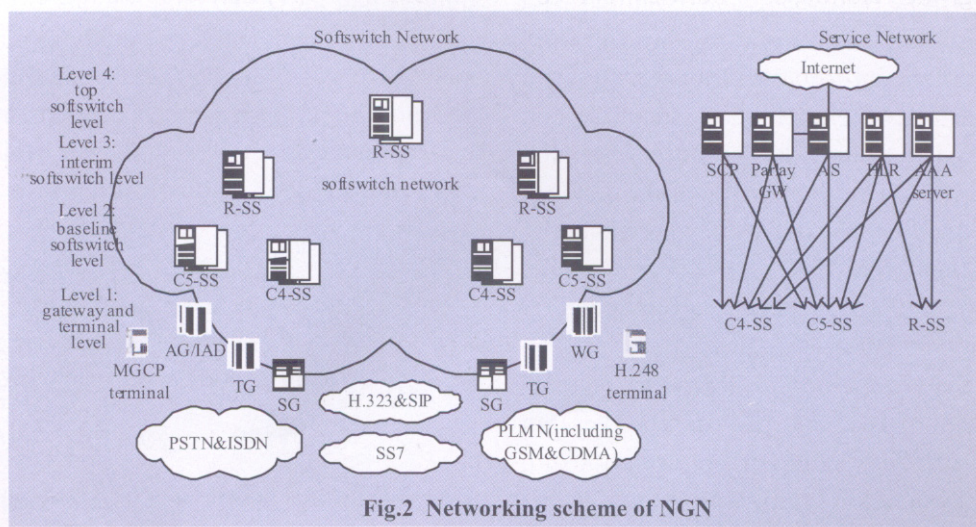 Softswitch Network
Service Network
Internet
Level 4:
top
softswitch
level
Level 3:
interim
softswitch level
Level 2:
baseline
softswitch
level
Level 1:
gateway and
terminal
level
R-SS
softswitch network
R-SS
R-SS
C5-SS
C4-SS
C4-SS
C5-SS
SCP
Parlay
GW
AS
HLR
AAA
server
C4-SS
C5-SS
R-SS
MGCP
terminal
AG/IAD
TG
SG
H.323&SIP
SG
TG
WG
H.248
terminal
PSTN&ISDN
SS7
PLMN(including
GSM&CDMA)
Fig.2 Networking scheme of NGN